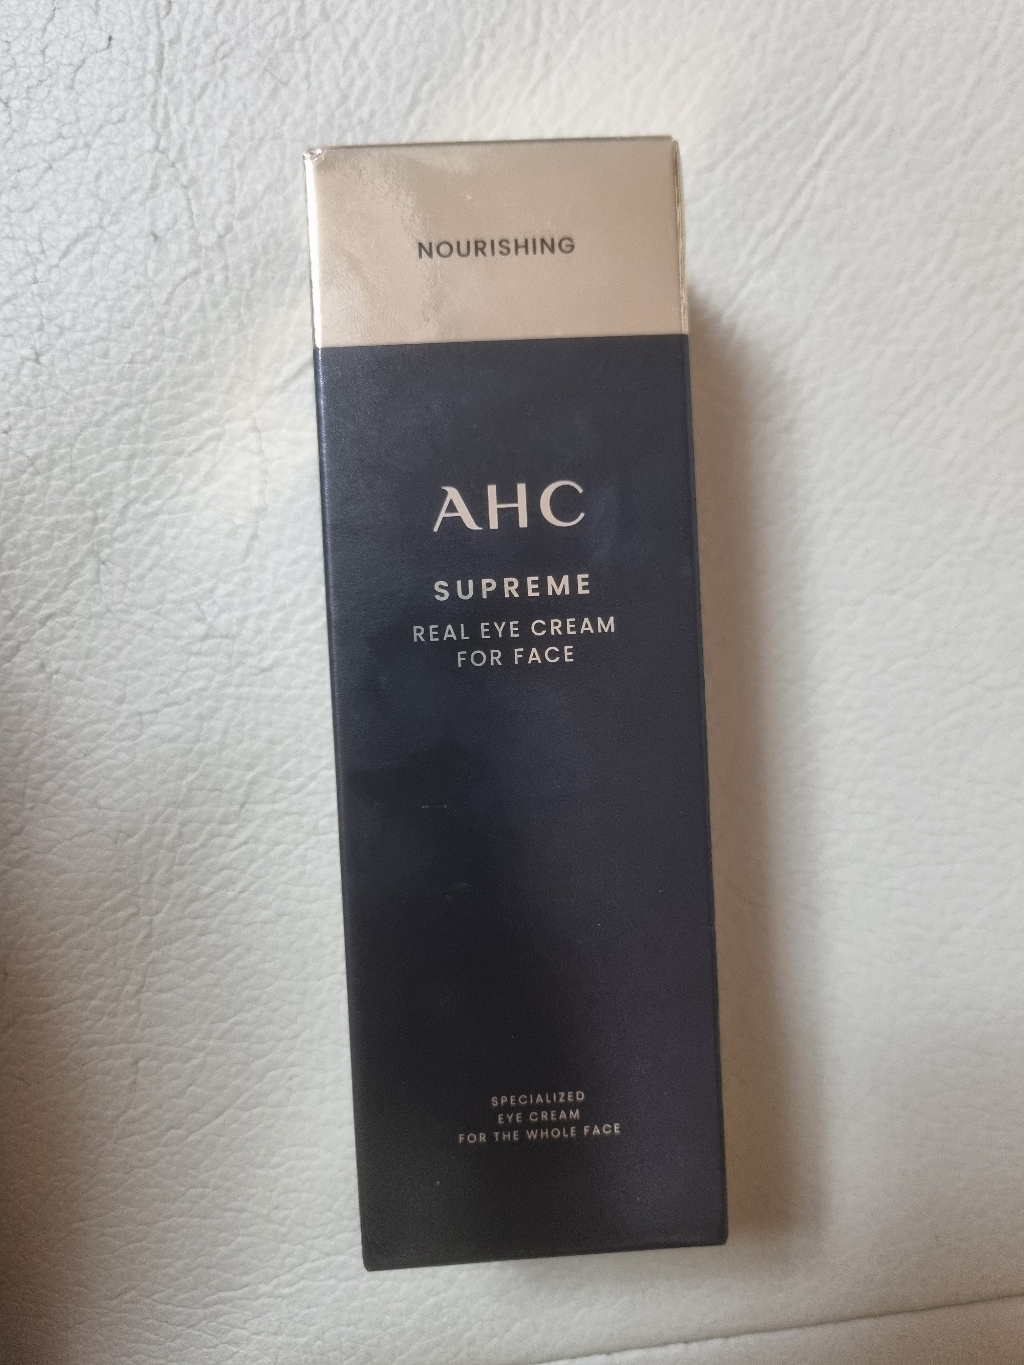 NOURISHING
AHC
SUPREME
REAL EYE CREAM
FOR FACE
SPECIALIZED
EYE CREAM
FOR THE WHOLE FACE